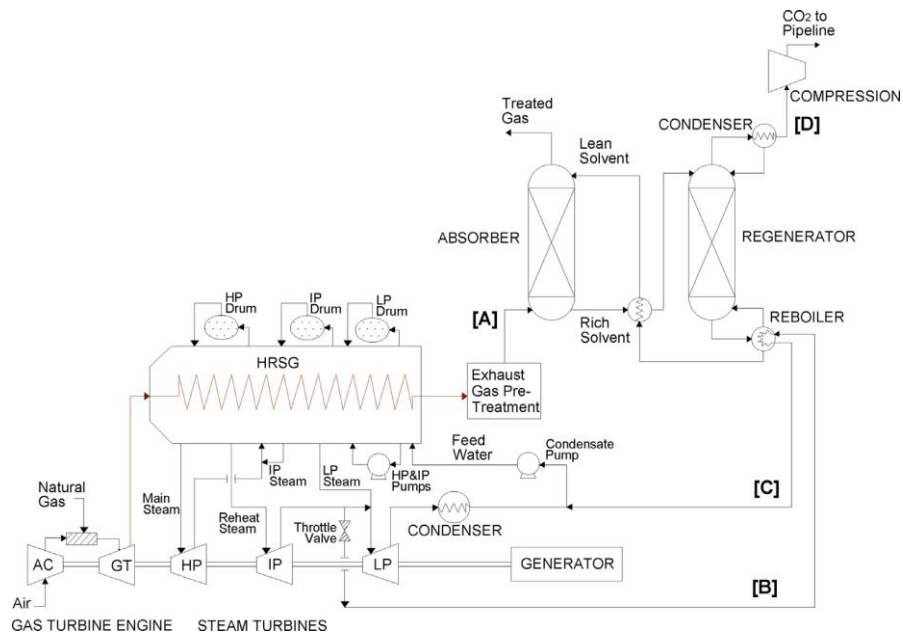 CO2 to
Pipeline
COMPRESSION
[D]
CONDENSER
Treated
Gas
Lean
Solvent
ABSORBER
REGENERATOR
[A]
Rich
Solvent
REBOILER
HP
Drum
IP
Drum
LP
Drum
HRSG
Exhaust
Gas Pre-
Treatment
Feed
Water
Condensate
Pump
HP&IP
Pumps
IP
Steam
LP
Steam
[C]
Natural
Gas
Main
Steam
Reheat
Steam
Throttle
Valve
CONDENSER
AC
GT
HP
IP
LP
GENERATOR
[B]
Air
GAS TURBINE ENGINE
STEAM TURBINES